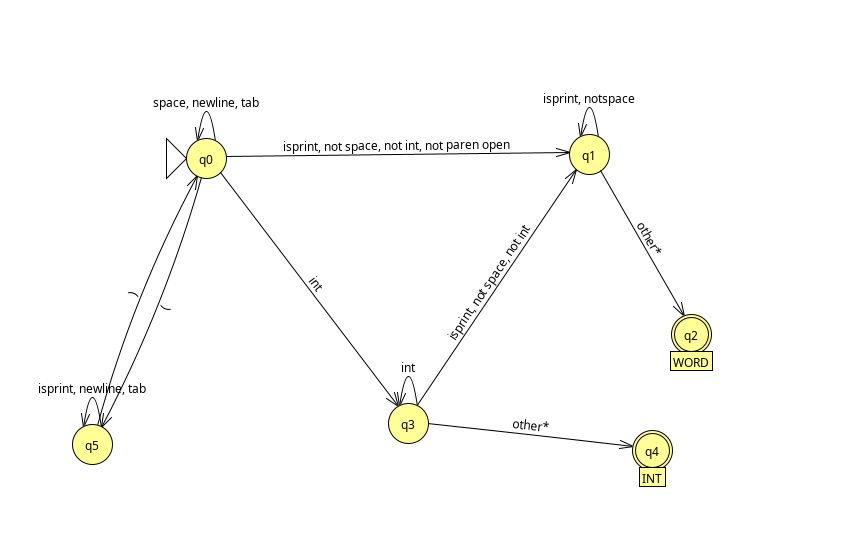 isprint, notspace
space, newline, tab
isprint, not space, not int, not paren open
q0
q1
other*
isprint, not space, not int
int
)
(
q2
WORD
int
isprint, newline, tab
q3
other*
q5
q4
INT